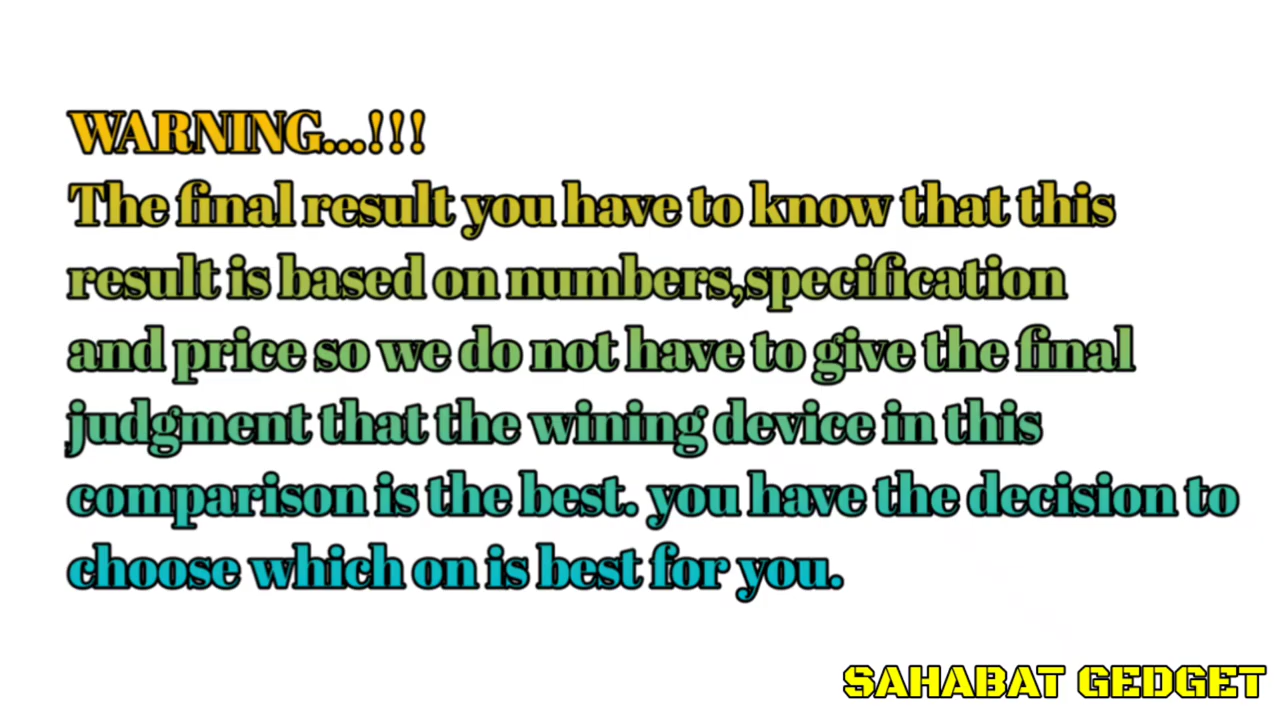 WARNING...!!!
The final result you have to know that this
result is based on numbers,specification
and price so we do not have to give the final
judgment that the wining device in this
comparison is the best. you have the decision to
choose which on is best for you.
SAHABAT GEDGET